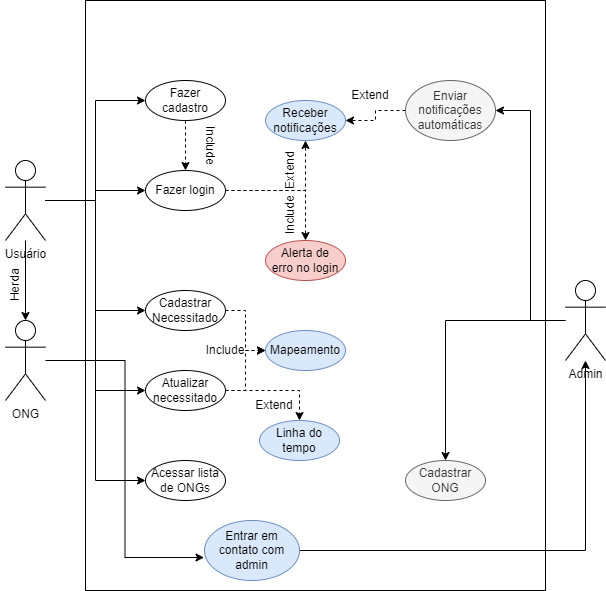 Fazer
cadastro
Extend
Enviar
notificações
automáticas
Receber
notificações
Include
Extend
Fazer login
Include
Usuário
Alerta de
erro no login
Herda
Cadastrar
Necessitado
Include
Mapeamento
Admin
Atualizar
necessitado
Extend
ONG
Linha do
tempo
Acessar lista
de ONGs
Cadastrar
ONG
Entrar em
contato com
admin